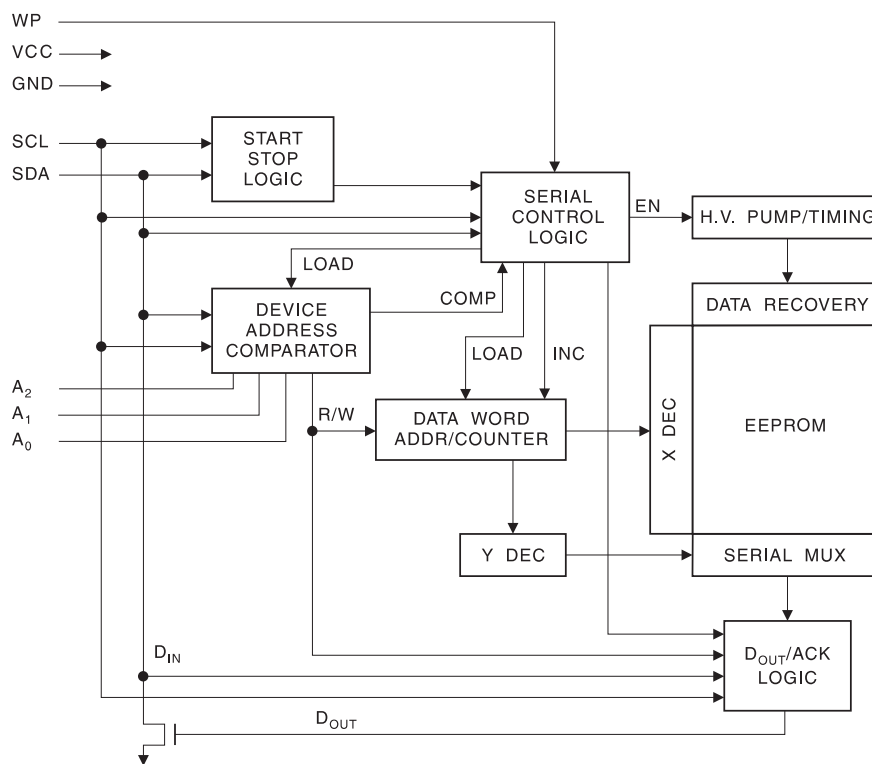 WP
VCC
GND
SCL
SDA
START
STOP
LOGIC
SERIAL
CONTROL
LOGIC
EN
H.V. PUMP/TIMING
LOAD
COMP
DEVICE
ADDRESS
COMPARATOR
DATA RECOVERY
LOAD
INC
A2
A1
A0
R/W
DATA WORD
ADDR/COUNTER
X DEC
EEPROM
Y DEC
SERIAL MUX
DIN
DOUT/ACK
LOGIC
DOUT